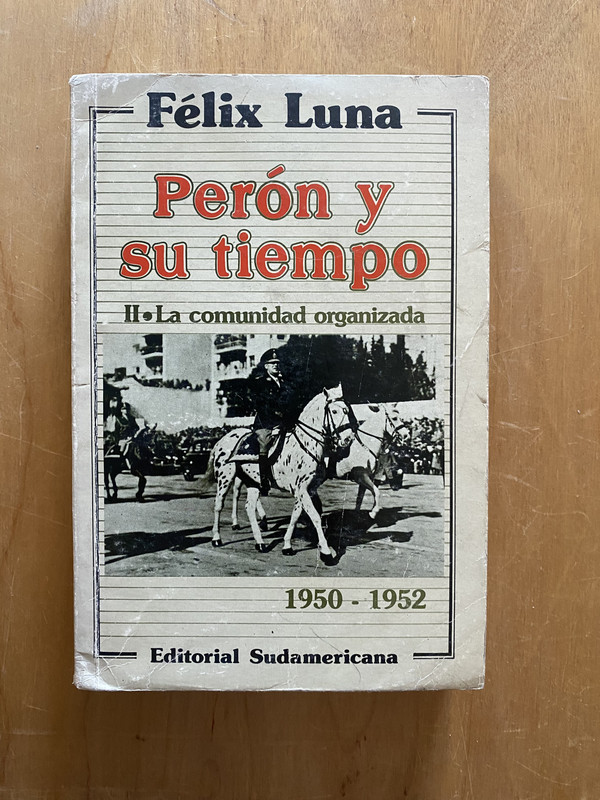 Félix Luna
Perón y
su tiempo
II • La comunidad organizada
1950 - 1952
Editorial Sudamericana